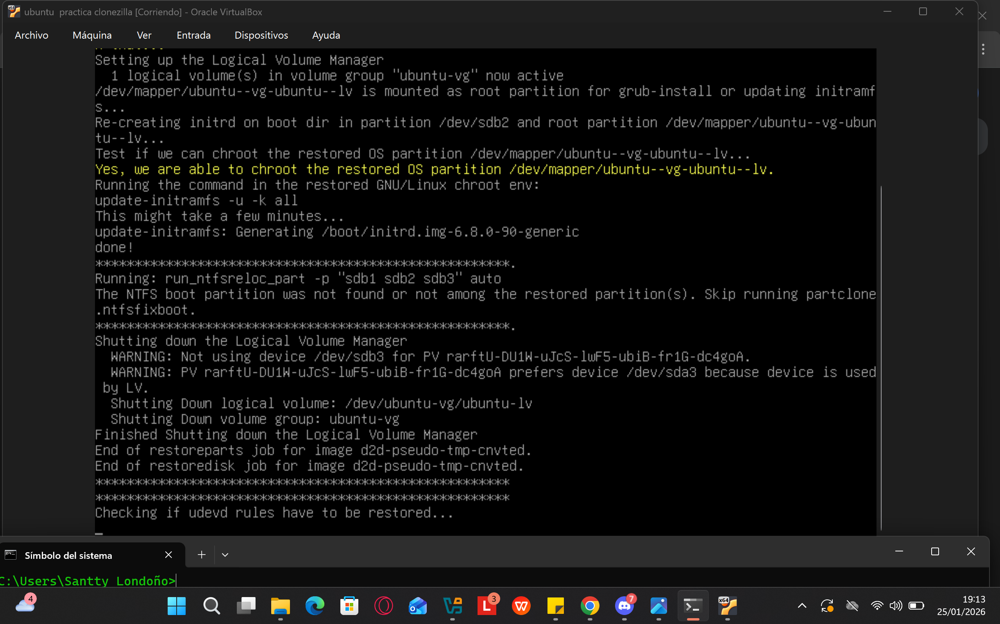 ubuntu  practica clonezilla [Corriendo] - Oracle VirtualBox
Archivo Máquina Ver Entrada Dispositivos Ayuda
Setting up the Logical Volume Manager
  1 logical volume(s) in volume group "ubuntu-vg" now active
/dev/mapper/ubuntu--vg-ubuntu--lv is mounted as root partition for grub-install or updating initramf
s...
Re-creating initrd on boot dir in partition /dev/sdb2 and root partition /dev/mapper/ubuntu--vg-ubun
tu--lv...
Test if we can chroot the restored OS partition /dev/mapper/ubuntu--vg-ubuntu--lv...
Yes, we are able to chroot the restored OS partition /dev/mapper/ubuntu--vg-ubuntu--lv.
Running the command in the restored GNU/Linux chroot env:
update-initramfs -u -k all
This might take a few minutes...
update-initramfs: Generating /boot/initrd.img-6.8.0-90-generic
done!
*****************************************************.
Running: run_ntfsreloc_part -p "sdb1 sdb2 sdb3" auto
The NTFS boot partition was not found or not among the restored partition(s). Skip running partclone
.ntfsfixboot.
*****************************************************.
Shutting down the Logical Volume Manager
  WARNING: Not using device /dev/sdb3 for PV rarftU-DU1W-uJcS-lwF5-ubiB-fr1G-dc4goA.
  WARNING: PV rarftU-DU1W-uJcS-lwF5-ubiB-fr1G-dc4goA prefers device /dev/sda3 because device is used
 by LV.
  Shutting Down logical volume: /dev/ubuntu-vg/ubuntu-lv
  Shutting Down volume group: ubuntu-vg
Finished Shutting down the Logical Volume Manager
End of restoreparts job for image d2d-pseudo-tmp-cnvted.
End of restoredisk job for image d2d-pseudo-tmp-cnvted.
*****************************************************
*****************************************************
Checking if udevd rules have to be restored...
Símbolo del sistema
C:\Users\Santty Londoño>
4
3
7
x64
19:13
25/01/2026